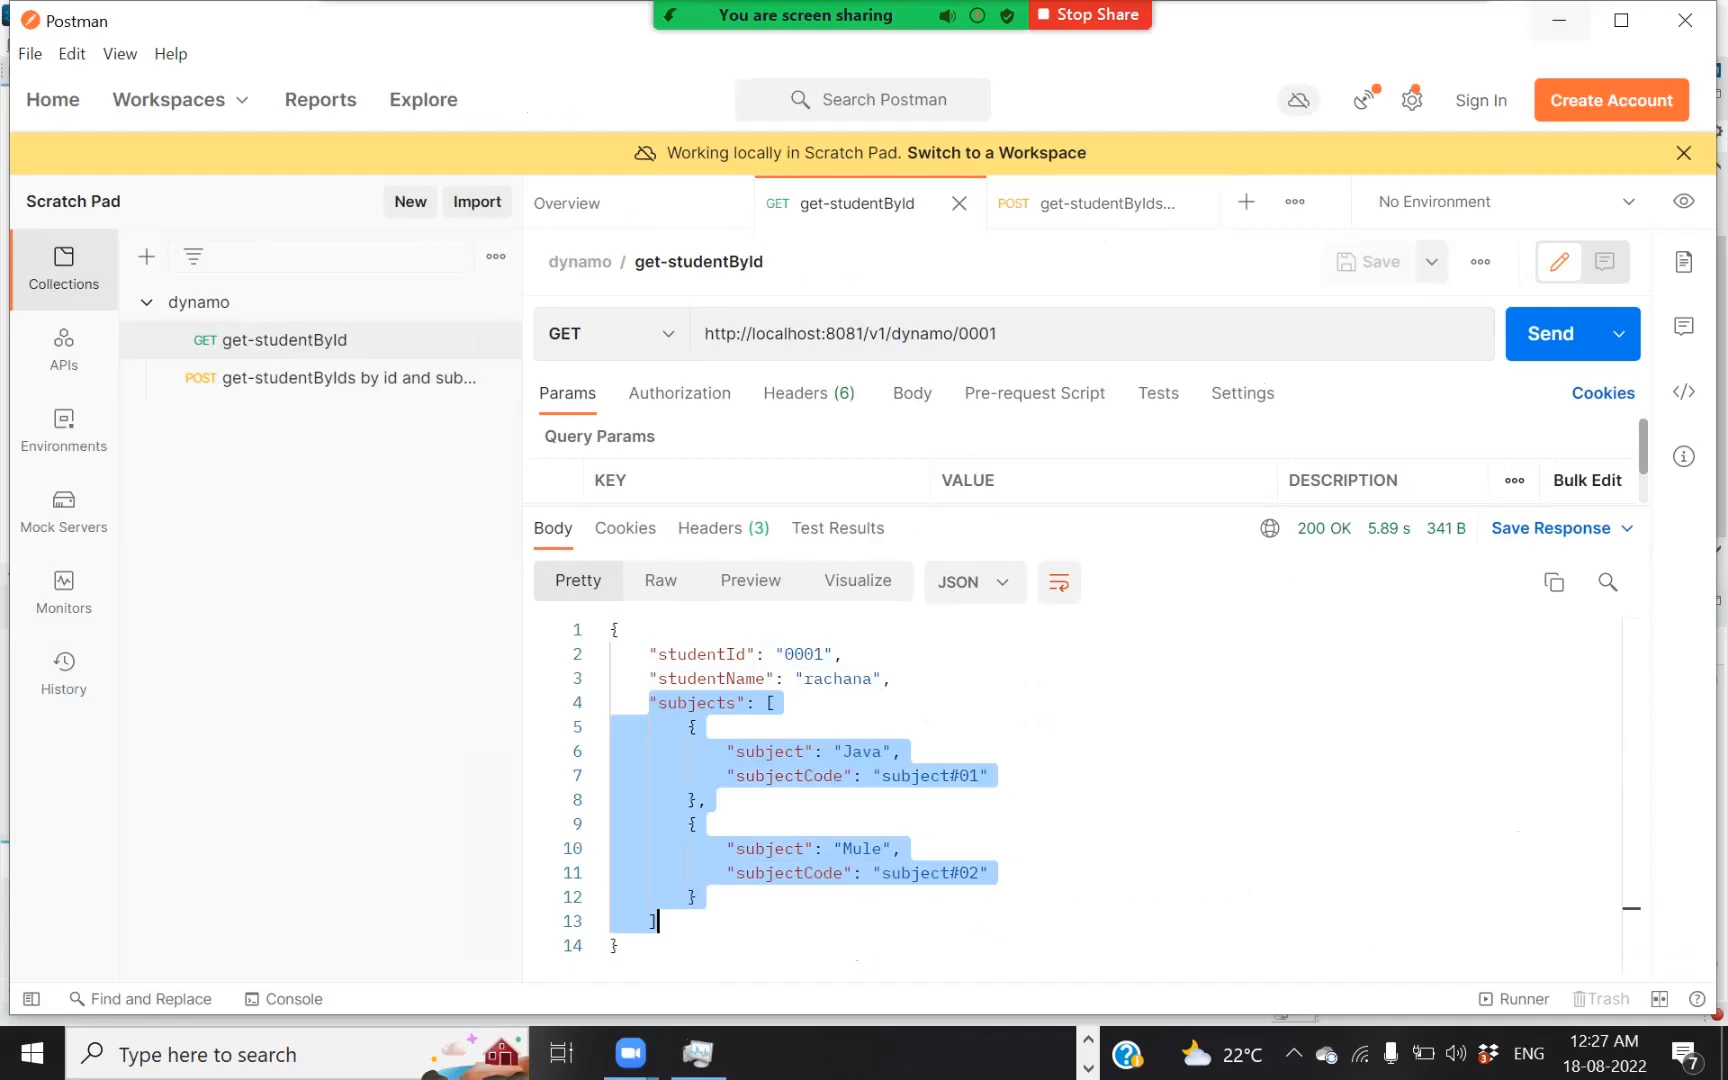 Postman
You are screen sharing
Stop Share
File Edit View Help
Home Workspaces Reports Explore
Search Postman
Sign In
Create Account
Working locally in Scratch Pad. Switch to a Workspace
Scratch Pad
New Import
Overview
GET get-studentById
POST get-studentByIds...
No Environment
Collections
APIs
Environments
Mock Servers
Monitors
History
dynamo
GET get-studentById
POST get-studentByIds by id and sub...
dynamo / get-studentById
Save
GET
http://localhost:8081/v1/dynamo/0001
Send
Params Authorization Headers (6) Body Pre-request Script Tests Settings
Cookies
Query Params
KEY VALUE DESCRIPTION
Bulk Edit
Body Cookies Headers (3) Test Results
200 OK 5.89 s 341 B Save Response
Pretty Raw Preview Visualize JSON
1 {
2 "studentId": "0001",
3 "studentName": "rachana",
4 "subjects": [
5 {
6 "subject": "Java",
7 "subjectCode": "subject#01"
8 },
9 {
10 "subject": "Mule",
11 "subjectCode": "subject#02"
12 }
13 ]
14 }
Find and Replace Console
Runner Trash
Type here to search
22°C
ENG
12:27 AM
18-08-2022
7